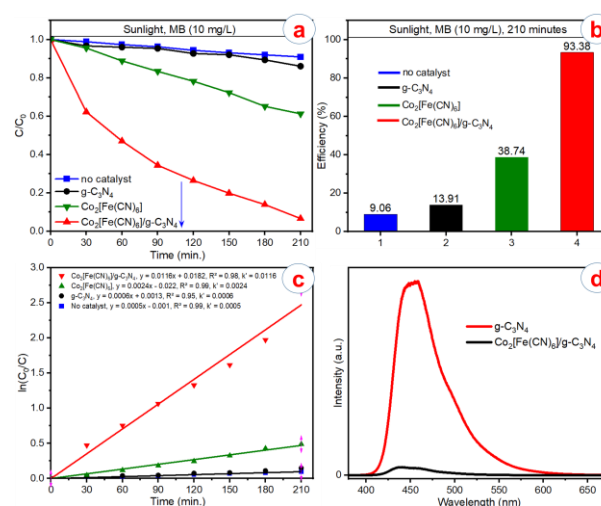 Sunlight, MB (10 mg/L)
a
C/C0
1.0
0.8
0.6
0.4
0.2
0.0
no catalyst
g-C3N4
Co2[Fe(CN)6]
Co2[Fe(CN)6]/g-C3N4
0 30 60 90 120 150 180 210
Time (min.)
Sunlight, MB (10 mg/L), 210 minutes
b
Efficiency (%)
100
80
60
40
20
0
no catalyst
g-C3N4
Co2[Fe(CN)6]
Co2[Fe(CN)6]/g-C3N4
9.06
13.91
38.74
93.38
1 2 3 4
c
ln(C0/C)
3.0
2.5
2.0
1.5
1.0
0.5
0.0
Co2[Fe(CN)6]/g-C3N4, y = 0.0116x + 0.0182, R² = 0.98, k' = 0.0116
Co2[Fe(CN)6], y = 0.0024x - 0.022, R² = 0.99, k' = 0.0024
g-C3N4, y = 0.0006x + 0.0013, R² = 0.95, k' = 0.0006
No catalyst, y = 0.0005x - 0.001, R² = 0.99, k' = 0.0005
0 30 60 90 120 150 180 210
Time (min.)
d
Intensity (a.u.)
g-C3N4
Co2[Fe(CN)6]/g-C3N4
400 450 500 550 600 650
Wavelength (nm)